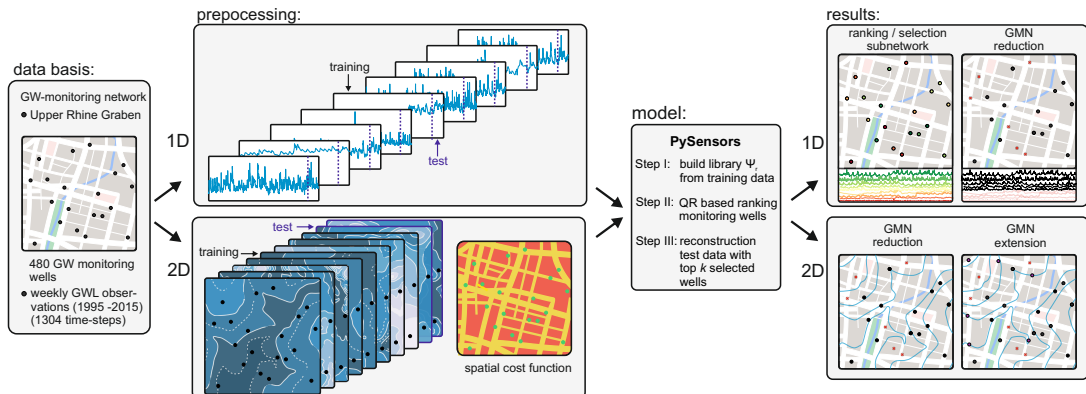 data basis:
GW-monitoring network
Upper Rhine Graben
480 GW monitoring
wells
weekly GWL obser-
vations (1995 -2015)
(1304 time-steps)
prepocessing:
1D
training
test
2D
test
training
spatial cost function
model:
PySensors
Step I: build library Ψr
from training data
Step II: QR based ranking
monitoring wells
Step III: reconstruction
test data with
top k selected
wells
results:
1D
ranking / selection
subnetwork
GMN
reduction
2D
GMN
reduction
GMN
extension